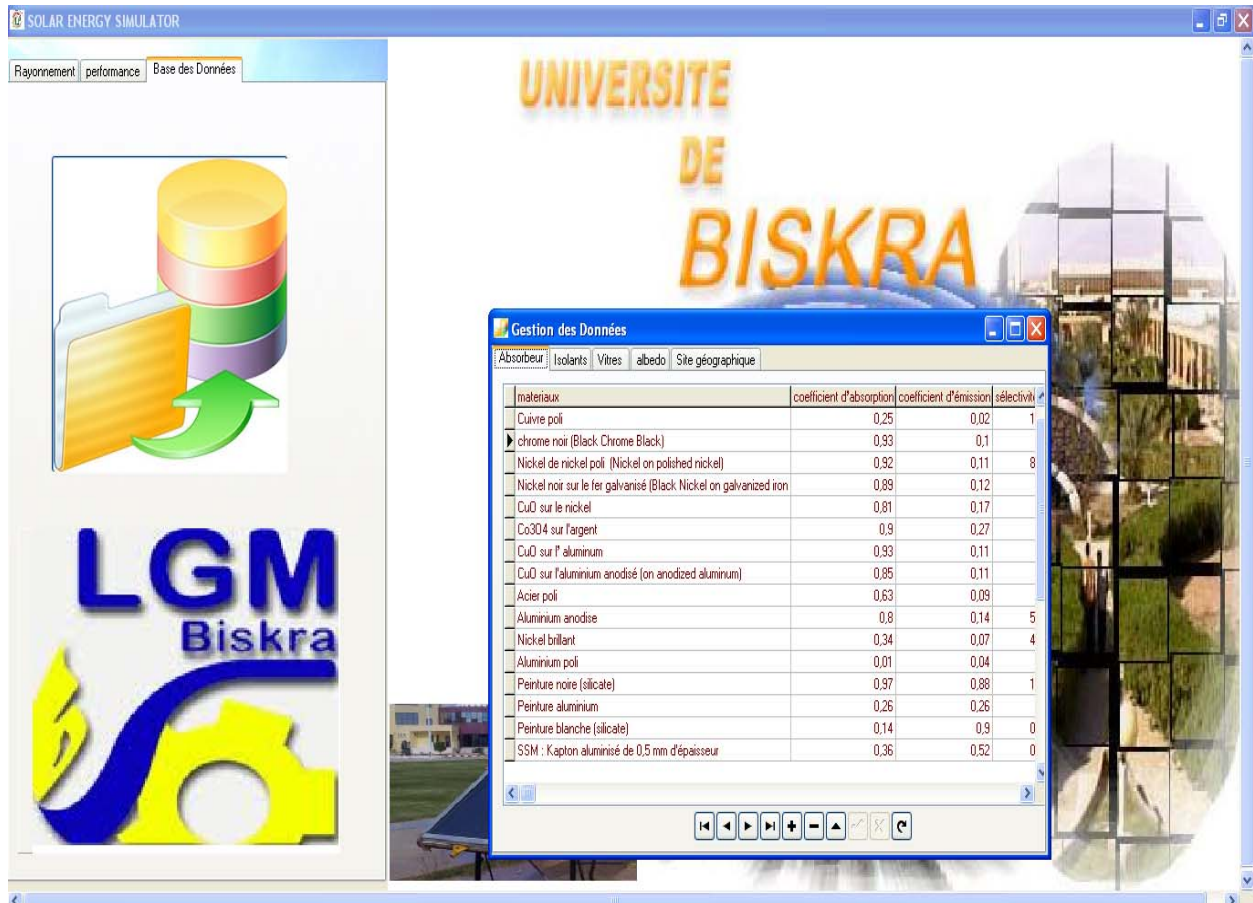 SOLAR ENERGY SIMULATOR
Rayonnement performance Base des Données
UNIVERSITE
DE
BISKRA
LGM
Biskra
Gestion des Données
Absorbeur Isolants Vitres albedo Site géographique
materiaux coefficient d'absorption coefficient d'émission sélectivit
Cuivre poli 0,25 0,02 1
chrome noir (Black Chrome Black) 0,93 0,1
Nickel de nickel poli (Nickel on polished nickel) 0,92 0,11 8
Nickel noir sur le fer galvanisé (Black Nickel on galvanized iron 0,89 0,12
CuO sur le nickel 0,81 0,17
Co3O4 sur l'argent 0,9 0,27
CuO sur l' aluminum 0,93 0,11
CuO sur l'aluminium anodisé (on anodized aluminum) 0,85 0,11
Acier poli 0,63 0,09
Aluminium anodise 0,8 0,14 5
Nickel brillant 0,34 0,07 4
Aluminium poli 0,01 0,04
Peinture noire (silicate) 0,97 0,88 1
Peinture aluminium 0,26 0,26
Peinture blanche (silicate) 0,14 0,9 0
SSM : Kapton aluminisé de 0,5 mm d'épaisseur 0,36 0,52 0